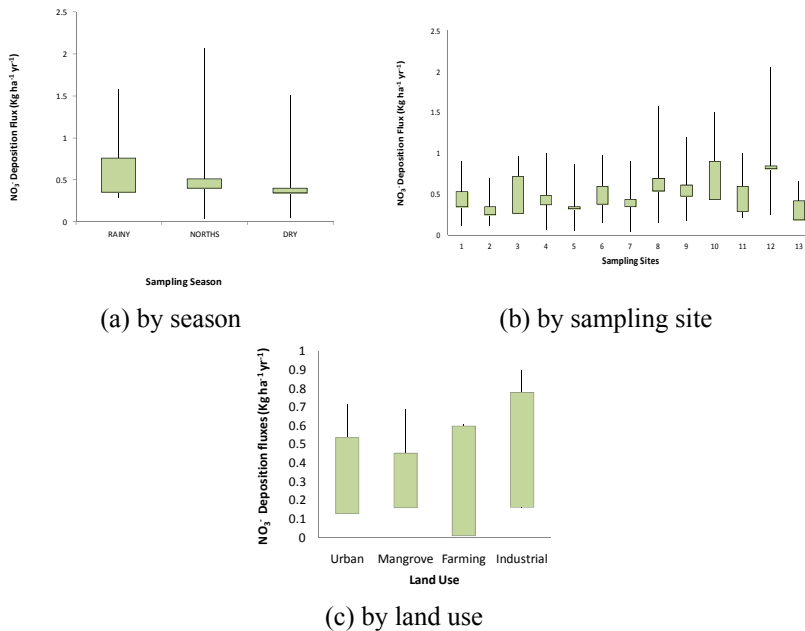 NO₃⁻ Deposition Flux (Kg ha⁻¹ yr⁻¹)
2.5
2
1.5
1
0.5
0
RAINY NORTHS DRY
Sampling Season
(a) by season
NO₃⁻ Deposition Flux (Kg ha⁻¹ yr⁻¹)
2.5
2
1.5
1
0.5
0
1 2 3 4 5 6 7 8 9 10 11 12 13
Sampling Sites
(b) by sampling site
NO₃⁻ Deposition fluxes (Kg ha⁻¹ yr⁻¹)
1
0.9
0.8
0.7
0.6
0.5
0.4
0.3
0.2
0.1
0
Urban Mangrove Farming Industrial
Land Use
(c) by land use